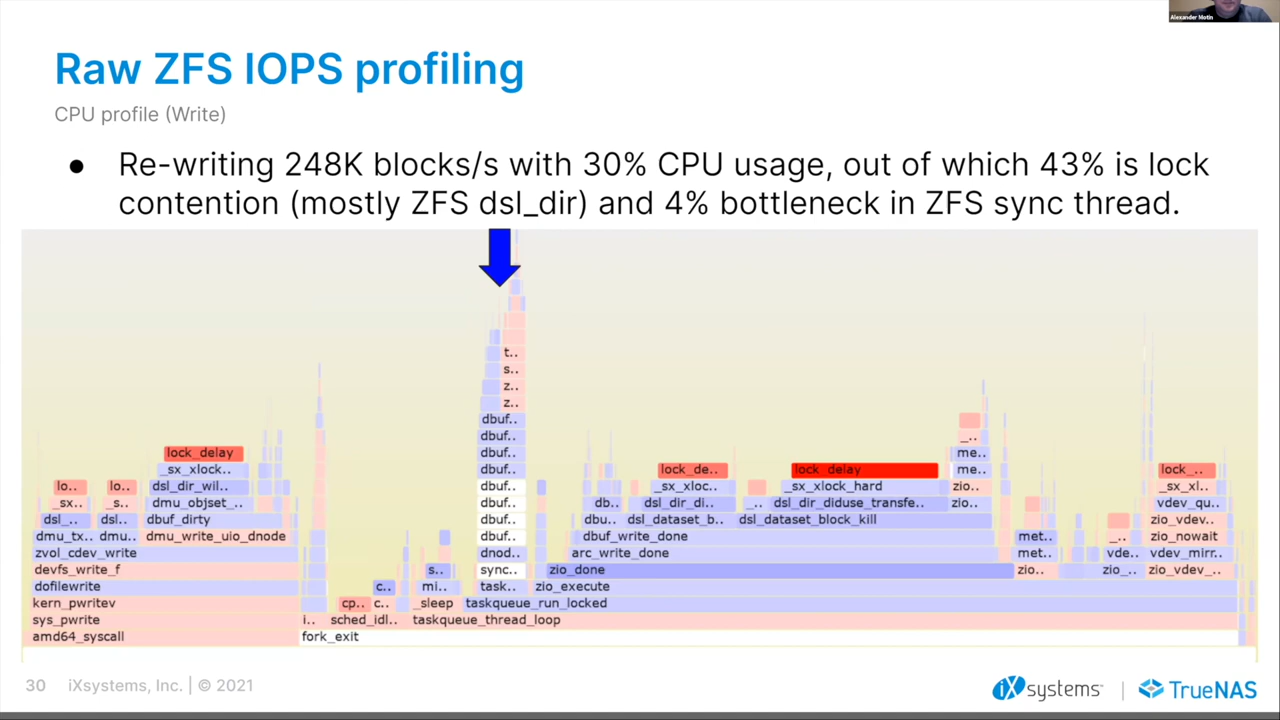 Alexander Motin
Raw ZFS IOPS profiling
CPU profile (Write)
● Re-writing 248K blocks/s with 30% CPU usage, out of which 43% is lock
contention (mostly ZFS dsl_dir) and 4% bottleneck in ZFS sync thread.
t..
s..
z..
z..
dbuf..
dbuf.. _..
lock_delay dbuf.. me..
_sx_xlock.. dbuf.. lock_de.. lock_delay me.. lock_..
lo.. lo.. dsl_dir_wil.. dbuf.. _sx_xloc.. _sx_xlock_hard zio.. _sx_xl..
_sx.. _s.. dmu_objset_.. dbuf.. db.. dsl_dir_di.. _.. dsl_dir_diduse_transfe.. zio.. vdev_qu..
dsl_.. dsl.. dbuf_dirty dbuf.. dbu.. dsl_dataset_b.. dsl_dataset_block_kill zio_vdev..
dmu_tx.. dmu.. dmu_write_uio_dnode dbuf.. dbuf_write_done met.. _.. zio_nowait
zvol_cdev_write dnod.. arc_write_done met.. vde.. vdev_mirr..
devfs_write_f s.. sync.. zio_done zio.. zio_.. zio_vdev_..
dofilewrite c.. mi.. task.. zio_execute
kern_pwritev cp.. c.. _sleep taskqueue_run_locked
sys_pwrite i.. sched_idl.. taskqueue_thread_loop
amd64_syscall fork_exit
30 iXsystems, Inc. | © 2021
iXsystems | TrueNAS